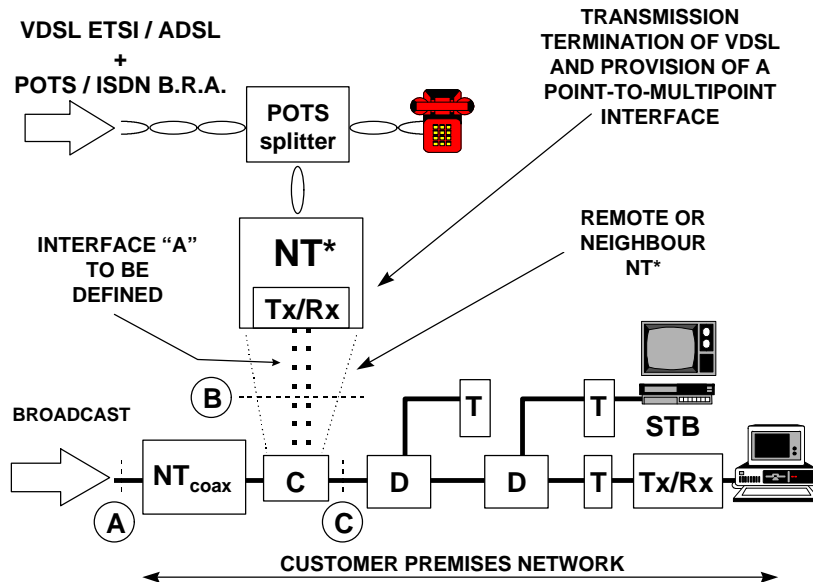 VDSL ETSI / ADSL
+
POTS / ISDN B.R.A.
POTS
splitter
TRANSMISSION
TERMINATION OF VDSL
AND PROVISION OF A
POINT-TO-MULTIPOINT
INTERFACE
INTERFACE “A”
TO BE
DEFINED
NT*
Tx/Rx
REMOTE OR
NEIGHBOUR
NT*
B
BROADCAST
T
T
STB
NTcoax
C
D
D
T
Tx/Rx
A
C
CUSTOMER PREMISES NETWORK